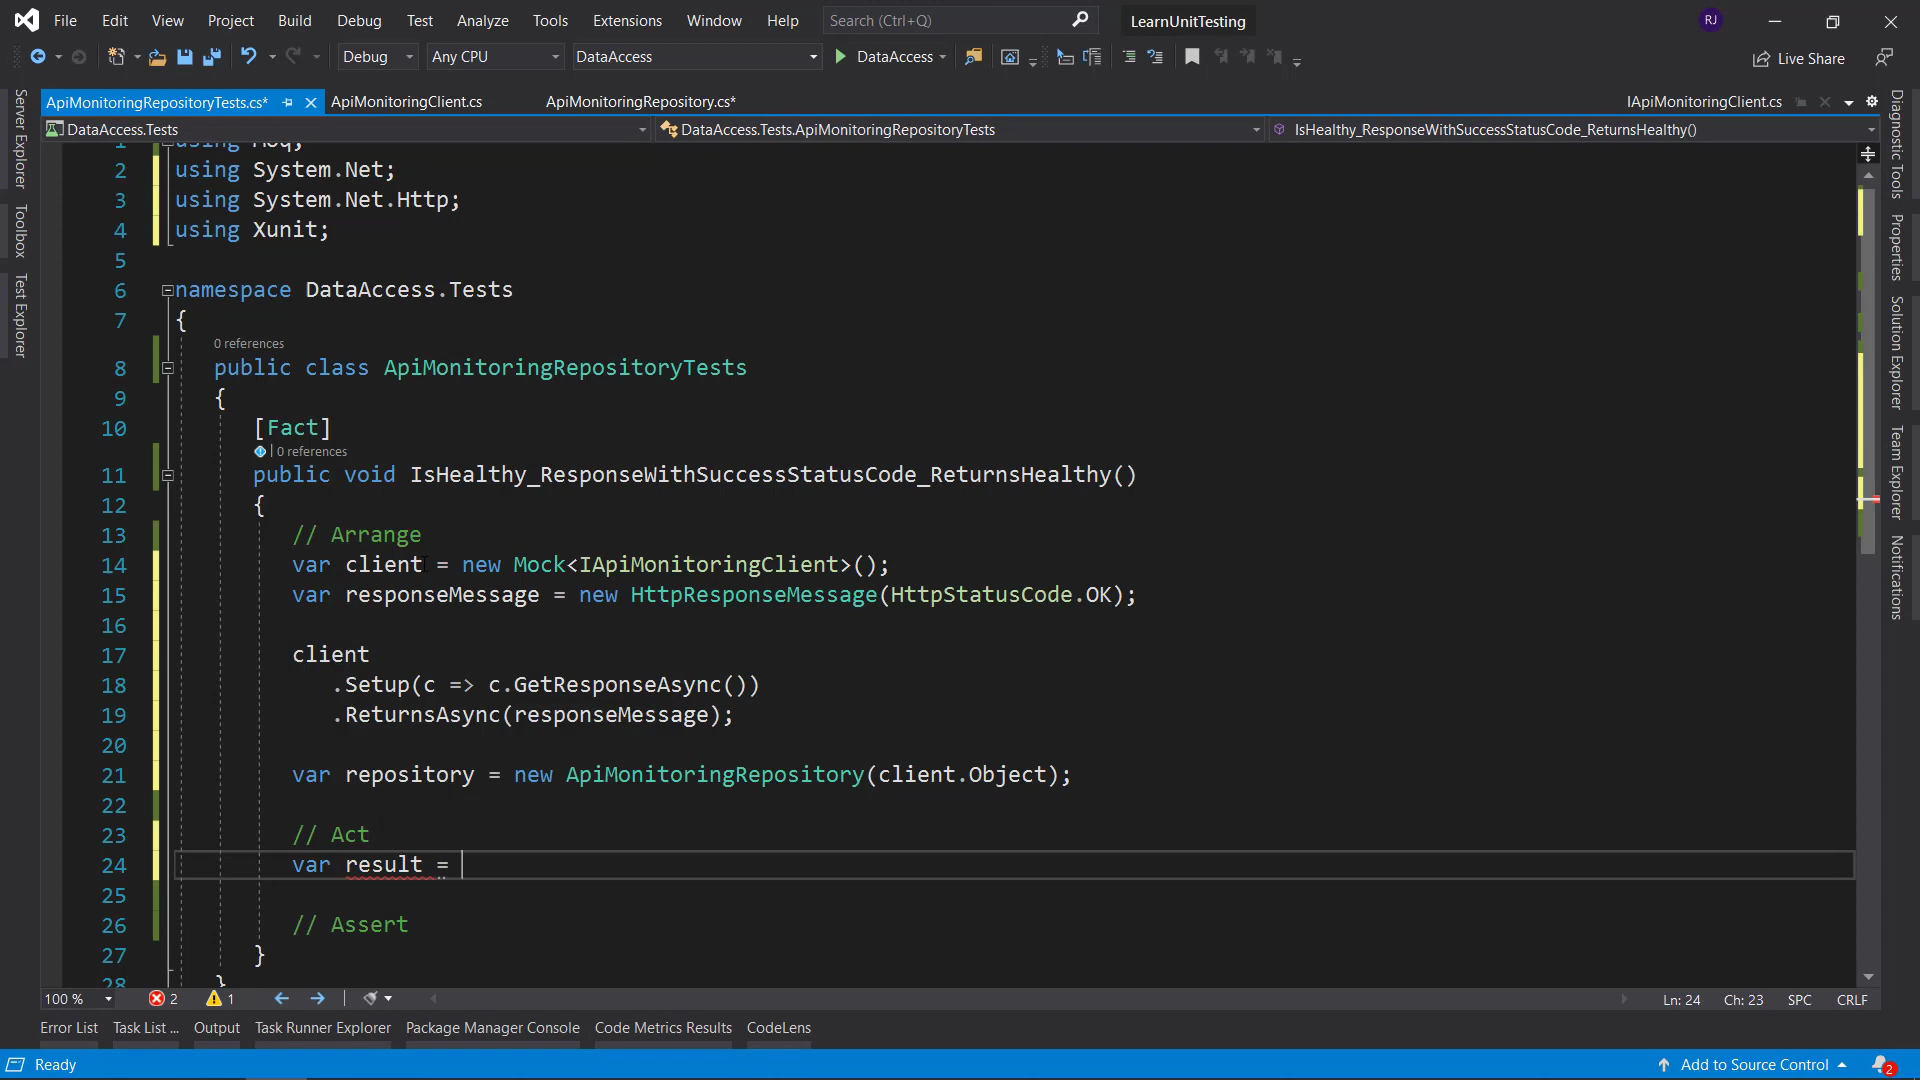 File Edit View Project Build Debug Test Analyze Tools Extensions Window Help Search (Ctrl+Q) LearnUnitTesting RJ
Debug Any CPU DataAccess DataAccess Live Share
ApiMonitoringRepositoryTests.cs* ApiMonitoringClient.cs ApiMonitoringRepository.cs* IApiMonitoringClient.cs
DataAccess.Tests DataAccess.Tests.ApiMonitoringRepositoryTests IsHealthy_ResponseWithSuccessStatusCode_ReturnsHealthy()
Server Explorer
Toolbox
Test Explorer
1 using Moq;
2 using System.Net;
3 using System.Net.Http;
4 using Xunit;
5
6 namespace DataAccess.Tests
7 {
0 references
8 public class ApiMonitoringRepositoryTests
9 {
10 [Fact]
0 references
11 public void IsHealthy_ResponseWithSuccessStatusCode_ReturnsHealthy()
12 {
13 // Arrange
14 var client = new Mock<IApiMonitoringClient>();
15 var responseMessage = new HttpResponseMessage(HttpStatusCode.OK);
16
17 client
18 .Setup(c => c.GetResponseAsync())
19 .ReturnsAsync(responseMessage);
20
21 var repository = new ApiMonitoringRepository(client.Object);
22
23 // Act
24 var result =
25
26 // Assert
27 }
28 }
Diagnostic Tools
Properties
Solution Explorer
Team Explorer
Notifications
100 % 2 1 Ln: 24 Ch: 23 SPC CRLF
Error List Task List ... Output Task Runner Explorer Package Manager Console Code Metrics Results CodeLens
Ready Add to Source Control 2